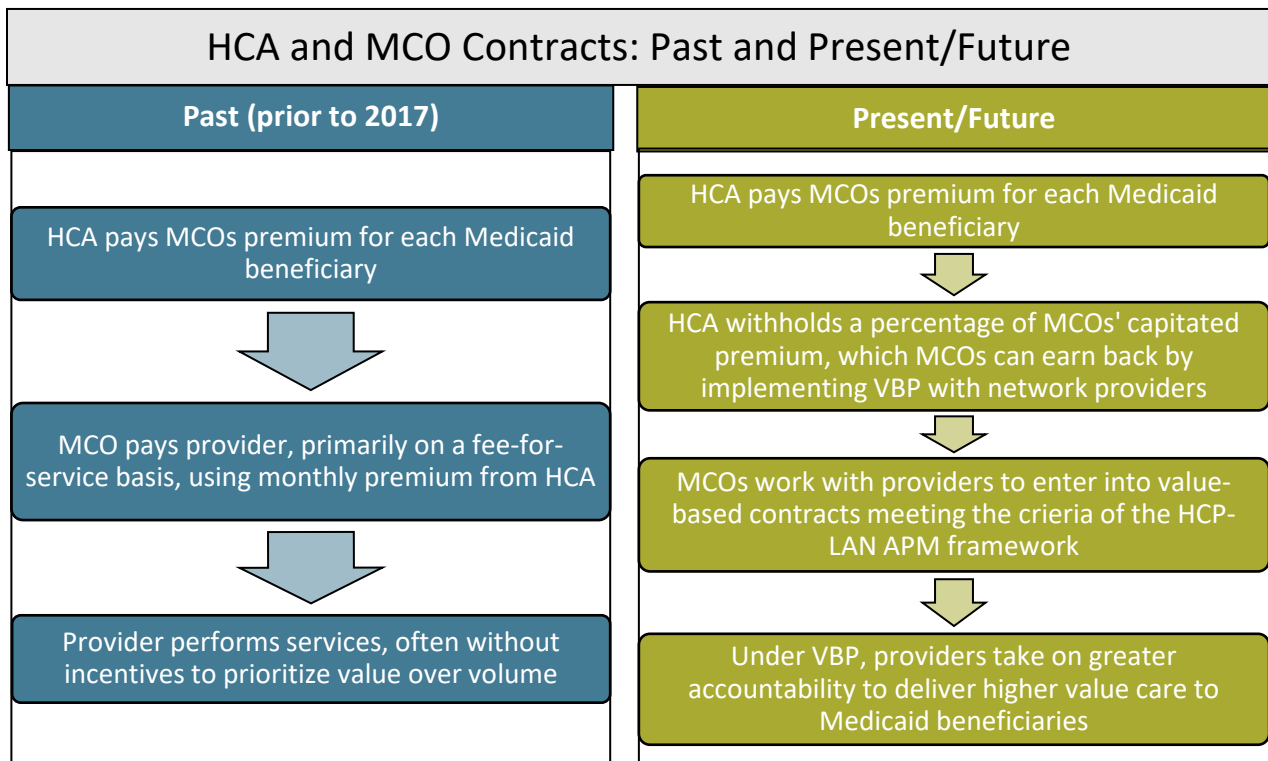 HCA and MCO Contracts: Past and Present/Future
Past (prior to 2017)
HCA pays MCOs premium for each Medicaid
beneficiary
MCO pays provider, primarily on a fee-for-
service basis, using monthly premium from HCA
Provider performs services, often without
incentives to prioritize value over volume
Present/Future
HCA pays MCOs premium for each Medicaid
beneficiary
HCA withholds a percentage of MCOs' capitated
premium, which MCOs can earn back by
implementing VBP with network providers
MCOs work with providers to enter into value-
based contracts meeting the crieria of the HCP-
LAN APM framework
Under VBP, providers take on greater
accountability to deliver higher value care to
Medicaid beneficiaries